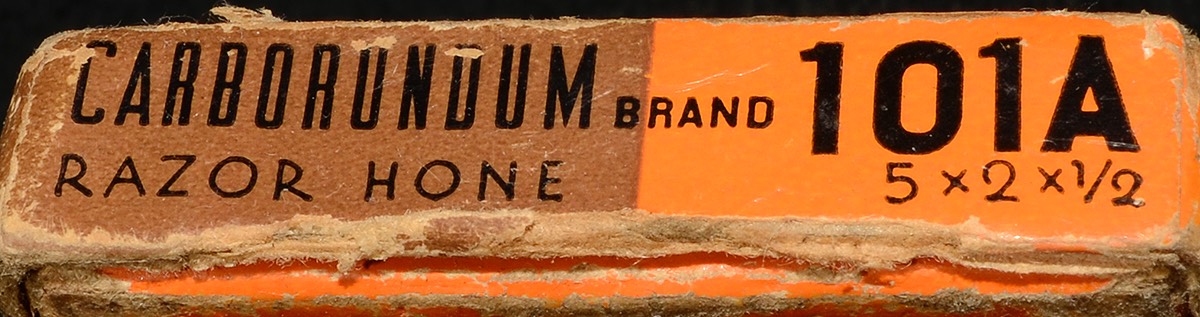 CARBORUNDUM BRAND 101A
RAZOR HONE 5 x 2 x 1/2